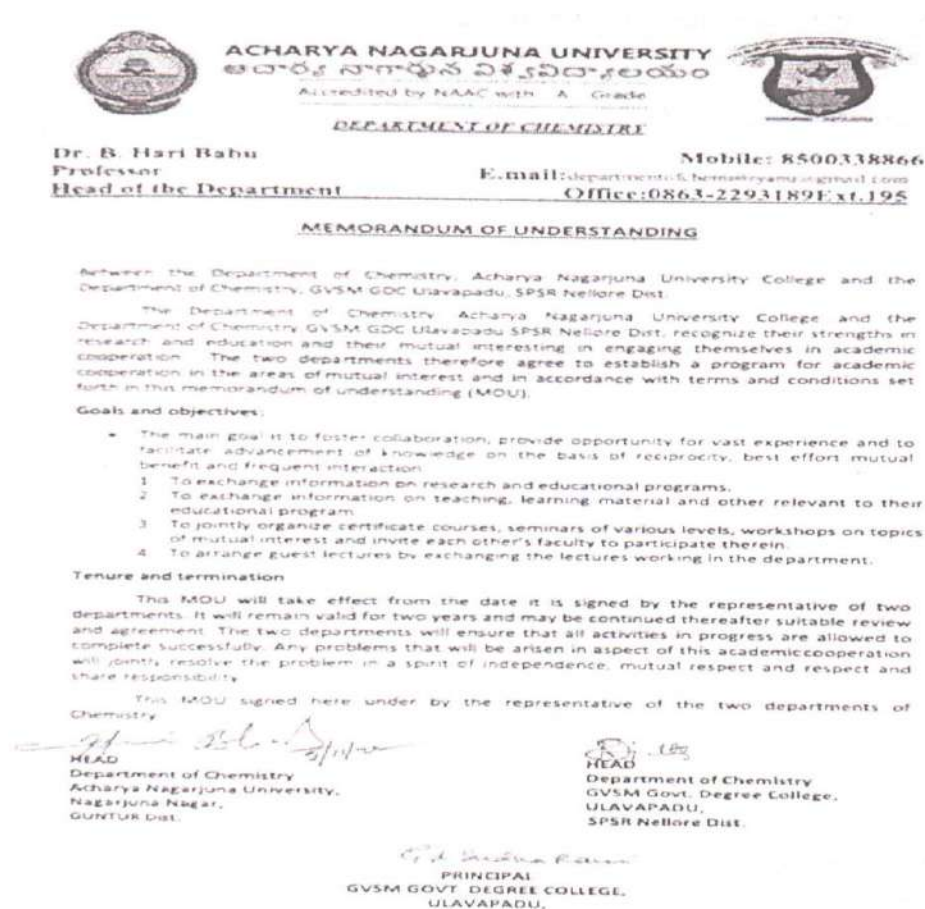 ACHARYA NAGARJUNA UNIVERSITY
ఆచార్య నాగార్జున విశ్వవిద్యాలయం
Accredited by NAAC with A Grade
DEPARTMENT OF CHEMISTRY
Dr. B. Hari Babu
Professor
Head of the Department
Mobile: 8500338866
E.mail:
Office:0863-2293189Ext.195
MEMORANDUM OF UNDERSTANDING
Between the Department of Chemistry, Acharya Nagarjuna University College and the
Department of Chemistry, GVSM GDC Ulavapadu, SPSR Nellore Dist.
The Department of Chemistry Acharya Nagarjuna University College and the
Department of Chemistry GVSM GDC Ulavapadu SPSR Nellore Dist, recognize their strengths in
research and education and their mutual interesting in engaging themselves in academic
cooperation. The two departments therefore agree to establish a program for academic
cooperation in the areas of mutual interest and in accordance with terms and conditions set
forth in this memorandum of understanding (MOU).
Goals and objectives:
• The main goal it to foster collaboration, provide opportunity for vast experience and to
facilitate advancement of knowledge on the basis of reciprocity, best effort mutual
benefit and frequent interaction
1 To exchange information on research and educational programs.
2 To exchange information on teaching, learning material and other relevant to their
educational program
3 To jointly organize certificate courses, seminars of various levels, workshops on topics
of mutual interest and invite each other's faculty to participate therein.
4 To arrange guest lectures by exchanging the lectures working in the department.
Tenure and termination
This MOU will take effect from the date it is signed by the representative of two
departments. It will remain valid for two years and may be continued thereafter suitable review
and agreement. The two departments will ensure that all activities in progress are allowed to
complete successfully. Any problems that will be arisen in aspect of this academiccooperation
will jointly resolve the problem in a spirit of independence, mutual respect and respect and
share responsibility
This MOU signed here under by the representative of the two departments of
Chemistry
HEAD
Department of Chemistry
Acharya Nagarjuna University,
Nagarjuna Nagar,
GUNTUR Dist.
HEAD
Department of Chemistry
GVSM Govt. Degree College,
ULAVAPADU,
SPSR Nellore Dist.
PRINCIPAL
GVSM GOVT DEGREE COLLEGE,
ULAVAPADU,